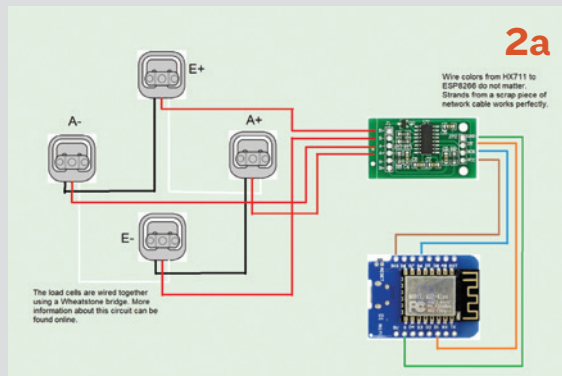 2a
Wire colors from HX711 to
ESP8266 do not matter.
Strands from a scrap piece of
network cable works perfectly.
E+
A-
A+
E-
The load cells are wired together
using a Wheatstone bridge. More
information about this circuit can be
found online.